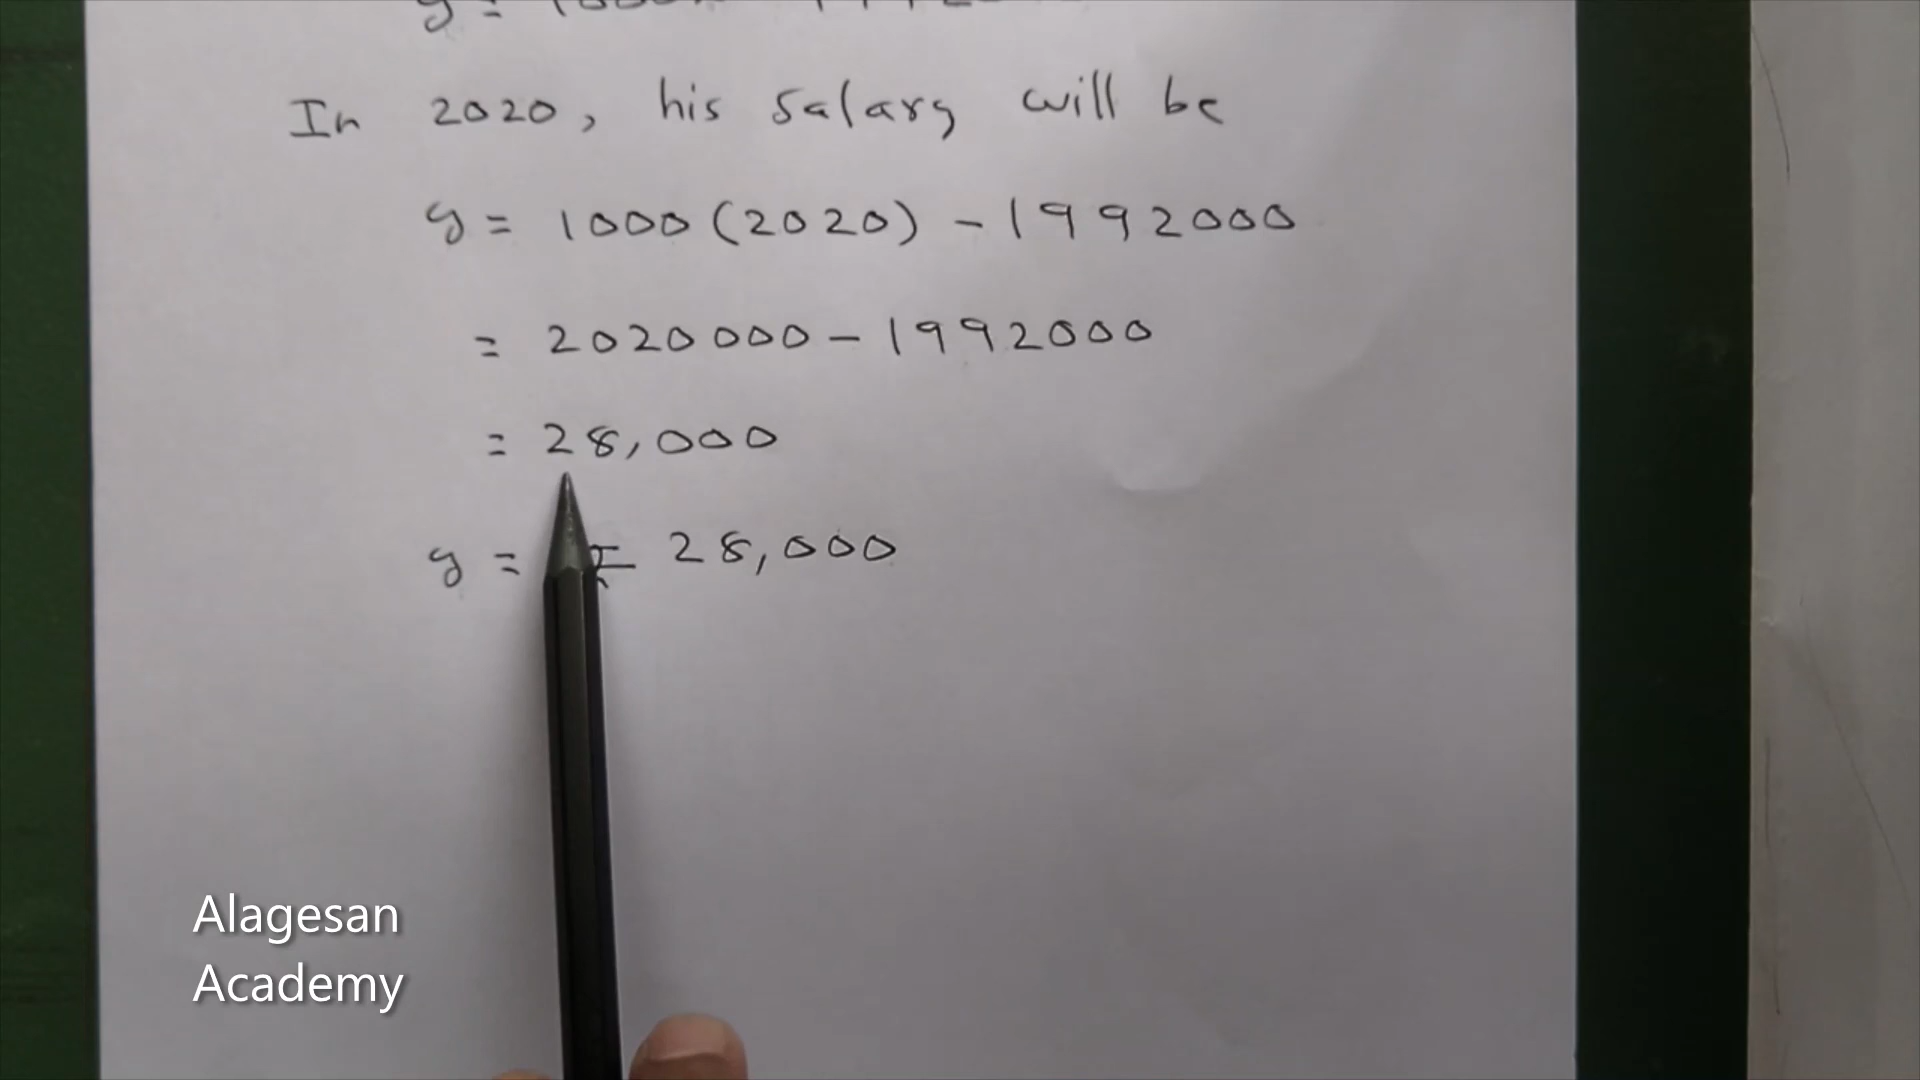 y =
In 2020, his salary will be
y = 1000(2020) - 1992000
= 2020000 - 1992000
= 28,000
y = ₹ 28,000
Alagesan
Academy